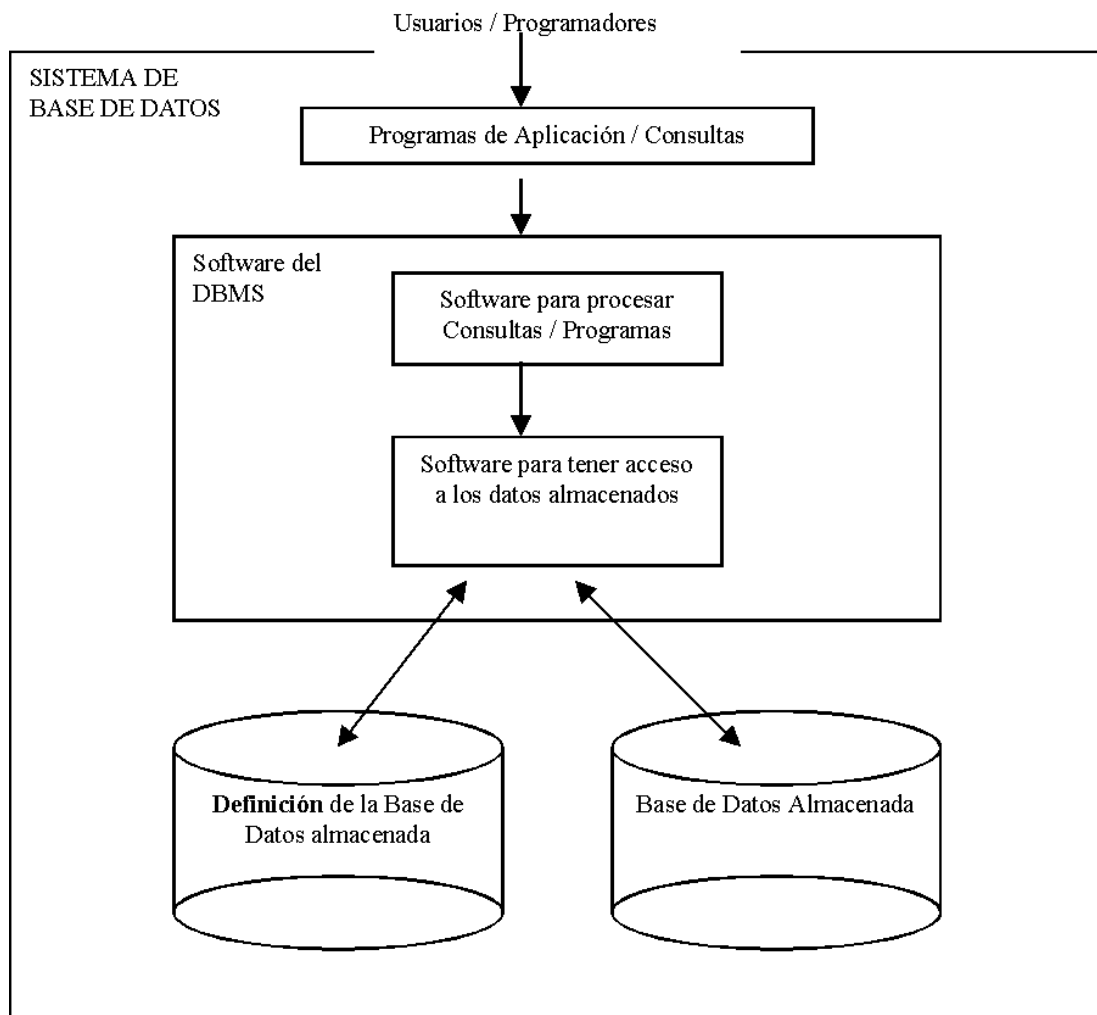 Usuarios / Programadores
SISTEMA DE
BASE DE DATOS
Programas de Aplicación / Consultas
Software del
DBMS
Software para procesar
Consultas / Programas
Software para tener acceso
a los datos almacenados
Definición de la Base de
Datos almacenada
Base de Datos Almacenada